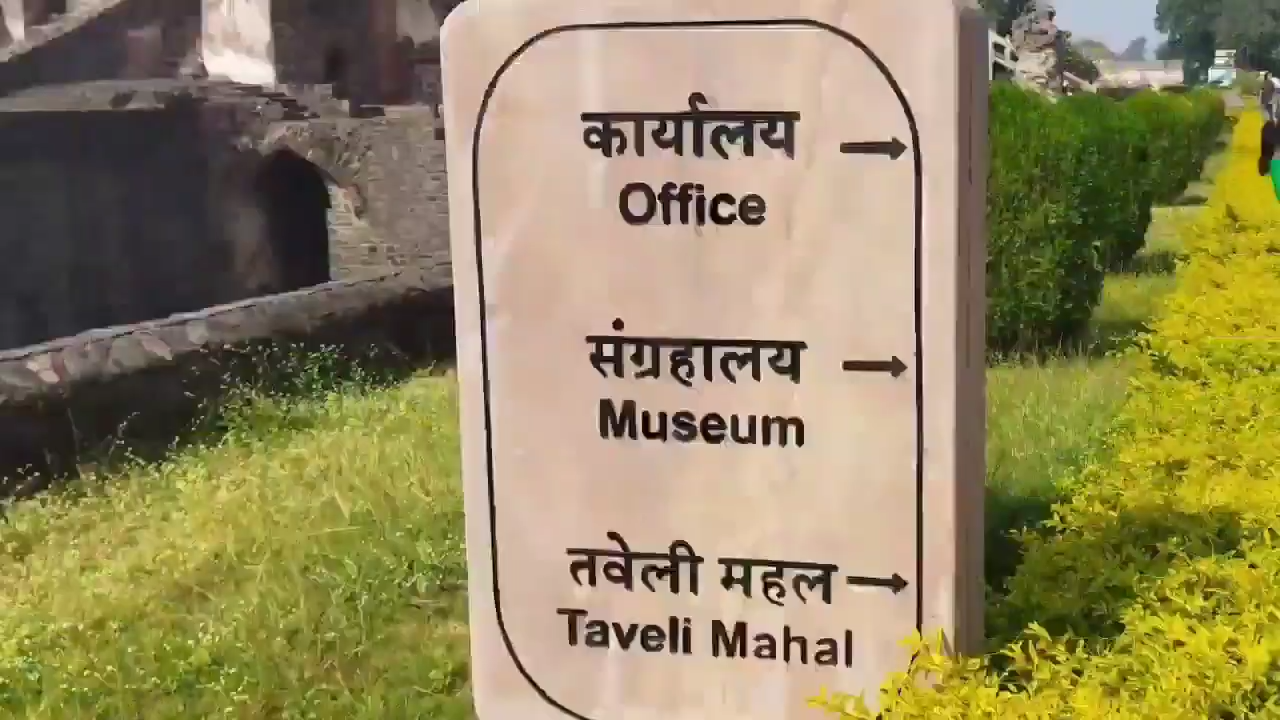 कार्यालय
Office
संग्रहालय
Museum
तवेली महल
Taveli Mahal